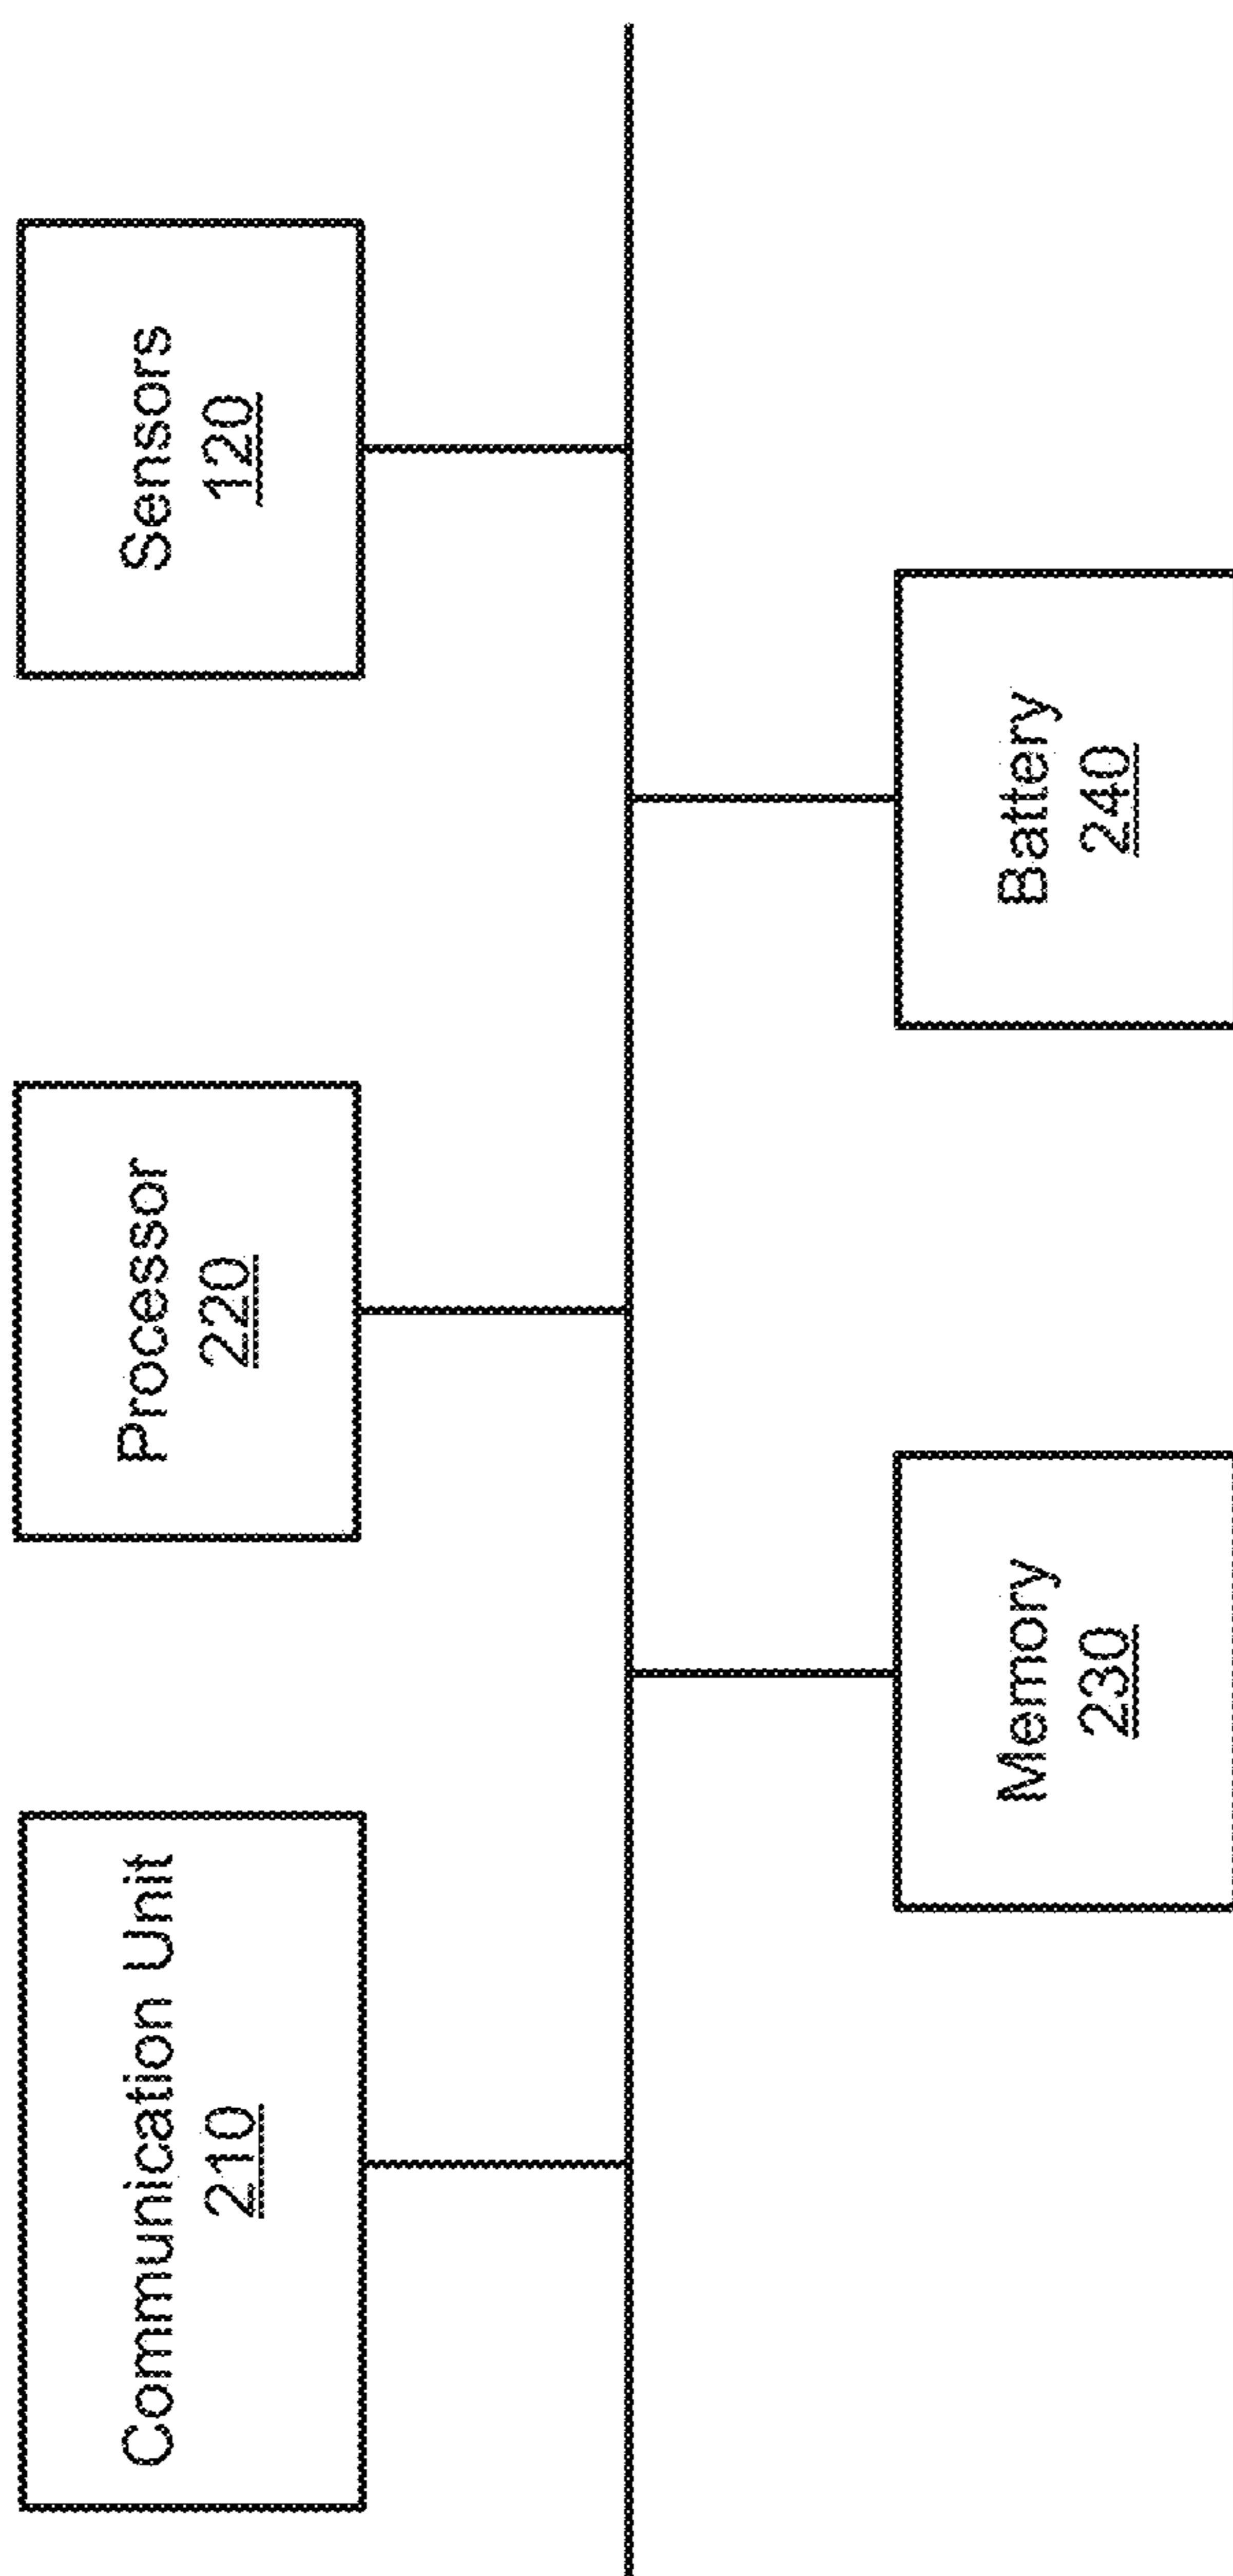 Communication Unit
210
Processor
220
Sensors
120
Memory
230
Battery
240